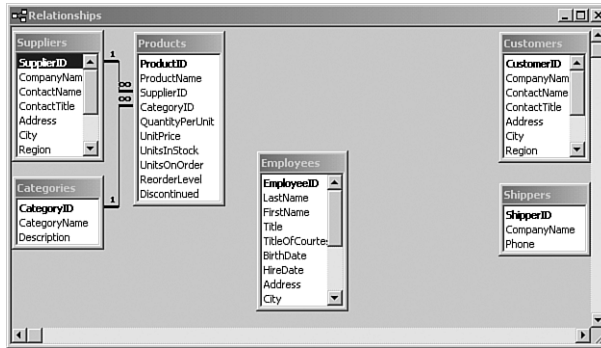 Relationships
Suppliers
SupplierID
CompanyNam
ContactName
ContactTitle
Address
City
Region
Products
ProductID
ProductName
SupplierID
CategoryID
QuantityPerUnit
UnitPrice
UnitsInStock
UnitsOnOrder
ReorderLevel
Discontinued
1
∞
∞
1
Categories
CategoryID
CategoryName
Description
Employees
EmployeeID
LastName
FirstName
Title
TitleOfCourte
BirthDate
HireDate
Address
City
Customers
CustomerID
CompanyNam
ContactName
ContactTitle
Address
City
Region
Shippers
ShipperID
CompanyName
Phone